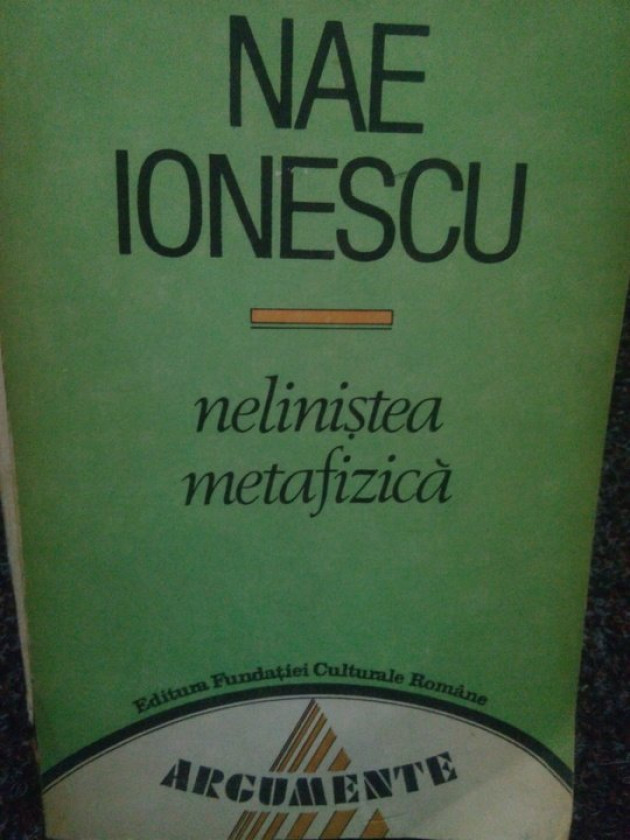 NAE
IONESCU
neliniștea
metafizică
Editura Fundației Culturale Române
ARGUMENTE